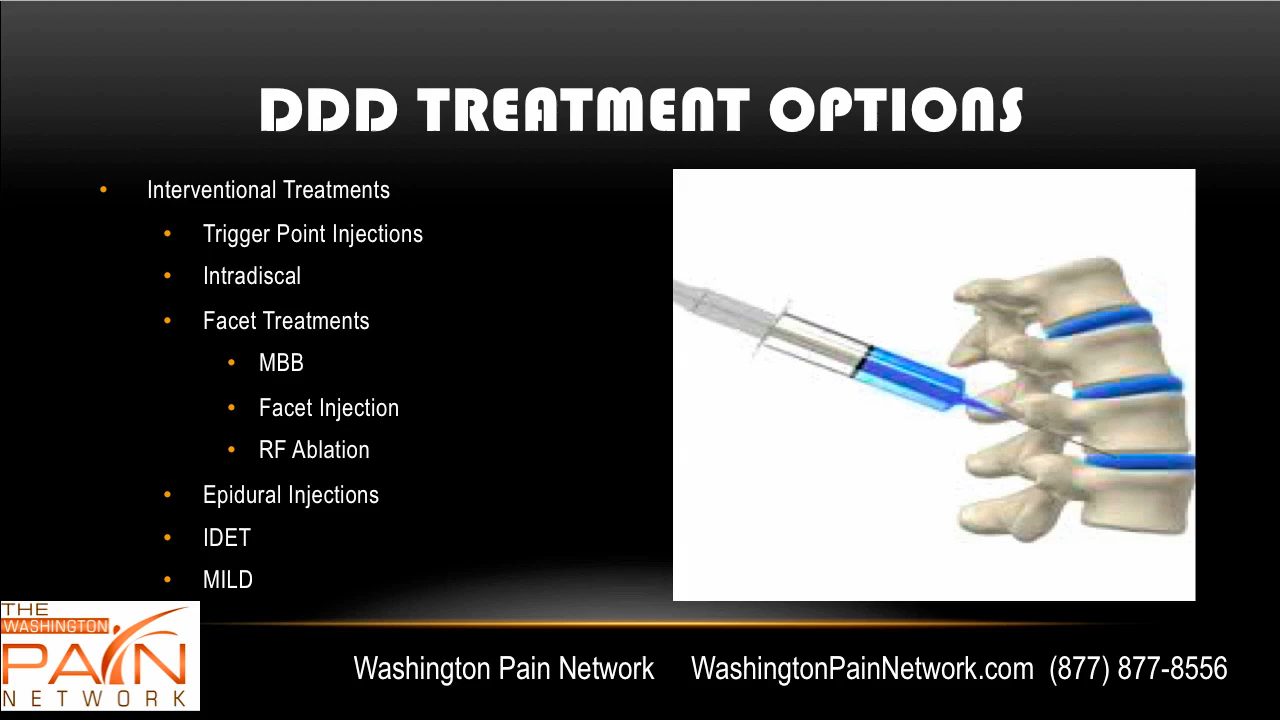 DDD TREATMENT OPTIONS
• Interventional Treatments
• Trigger Point Injections
• Intradiscal
• Facet Treatments
• MBB
• Facet Injection
• RF Ablation
• Epidural Injections
• IDET
• MILD
THE
WASHINGTON
PAIN
NETWORK
Washington Pain Network WashingtonPainNetwork.com (877) 877-8556